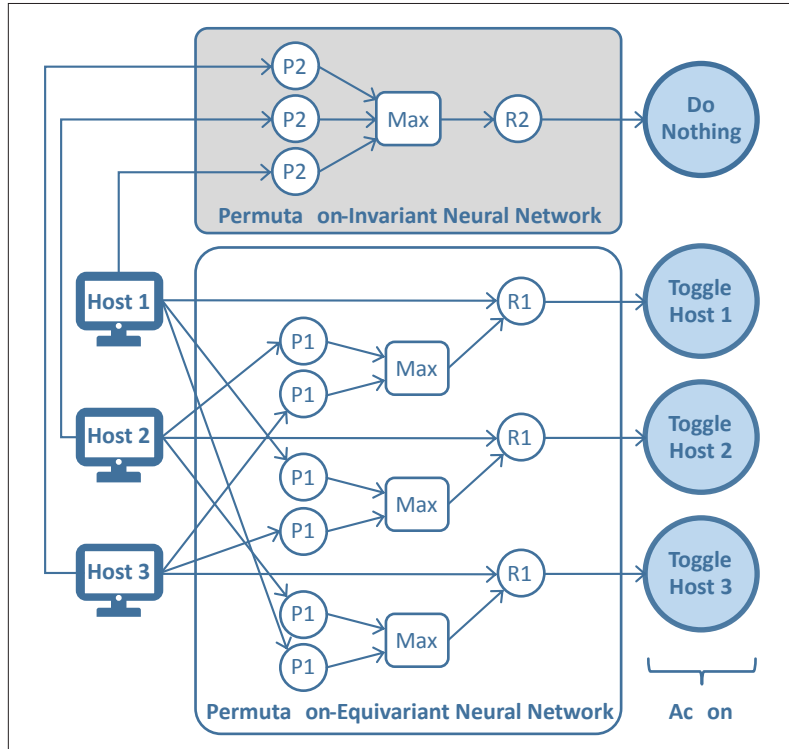 P2
P2
Max
R2
Do
Nothing
P2
Permuta on-Invariant Neural Network
Host 1
R1
Toggle
Host 1
P1
Max
P1
Host 2
R1
Toggle
Host 2
P1
Max
P1
Host 3
R1
Toggle
Host 3
P1
Max
P1
Permuta on-Equivariant Neural Network
Ac on